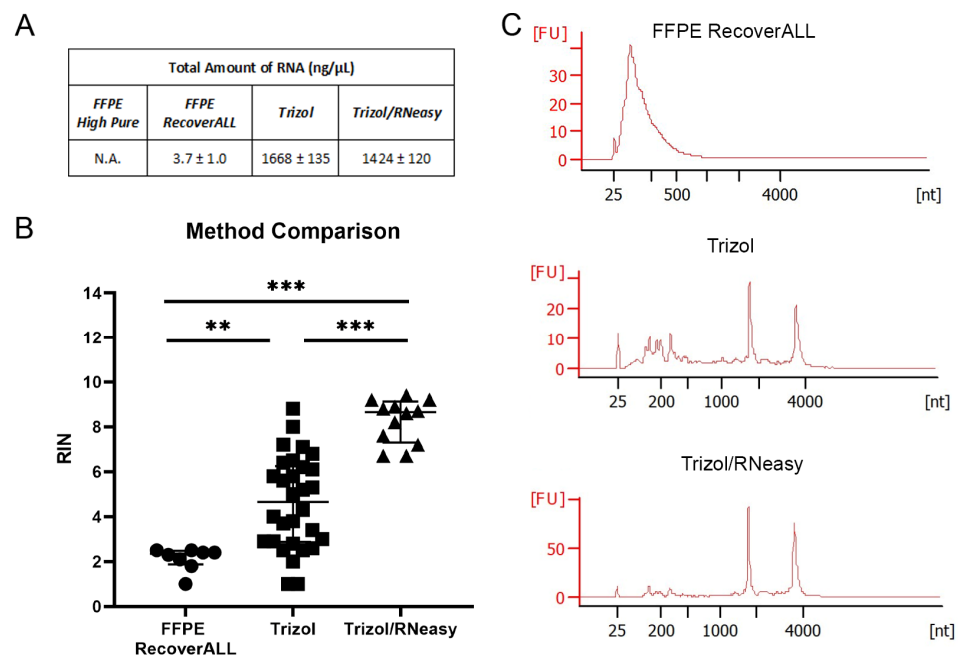 A
Total Amount of RNA (ng/µL)
FFPE High Pure
FFPE RecoverALL
Trizol
Trizol/RNeasy
N.A.
3.7 ± 1.0
1668 ± 135
1424 ± 120
B
Method Comparison
***
**
***
RIN
14
12
10
8
6
4
2
0
FFPE
RecoverALL
Trizol
Trizol/RNeasy
C
FFPE RecoverALL
[FU]
30
20
10
0
25
500
4000
[nt]
Trizol
[FU]
20
10
0
25
200
1000
4000
[nt]
Trizol/RNeasy
[FU]
50
0
25
200
1000
4000
[nt]